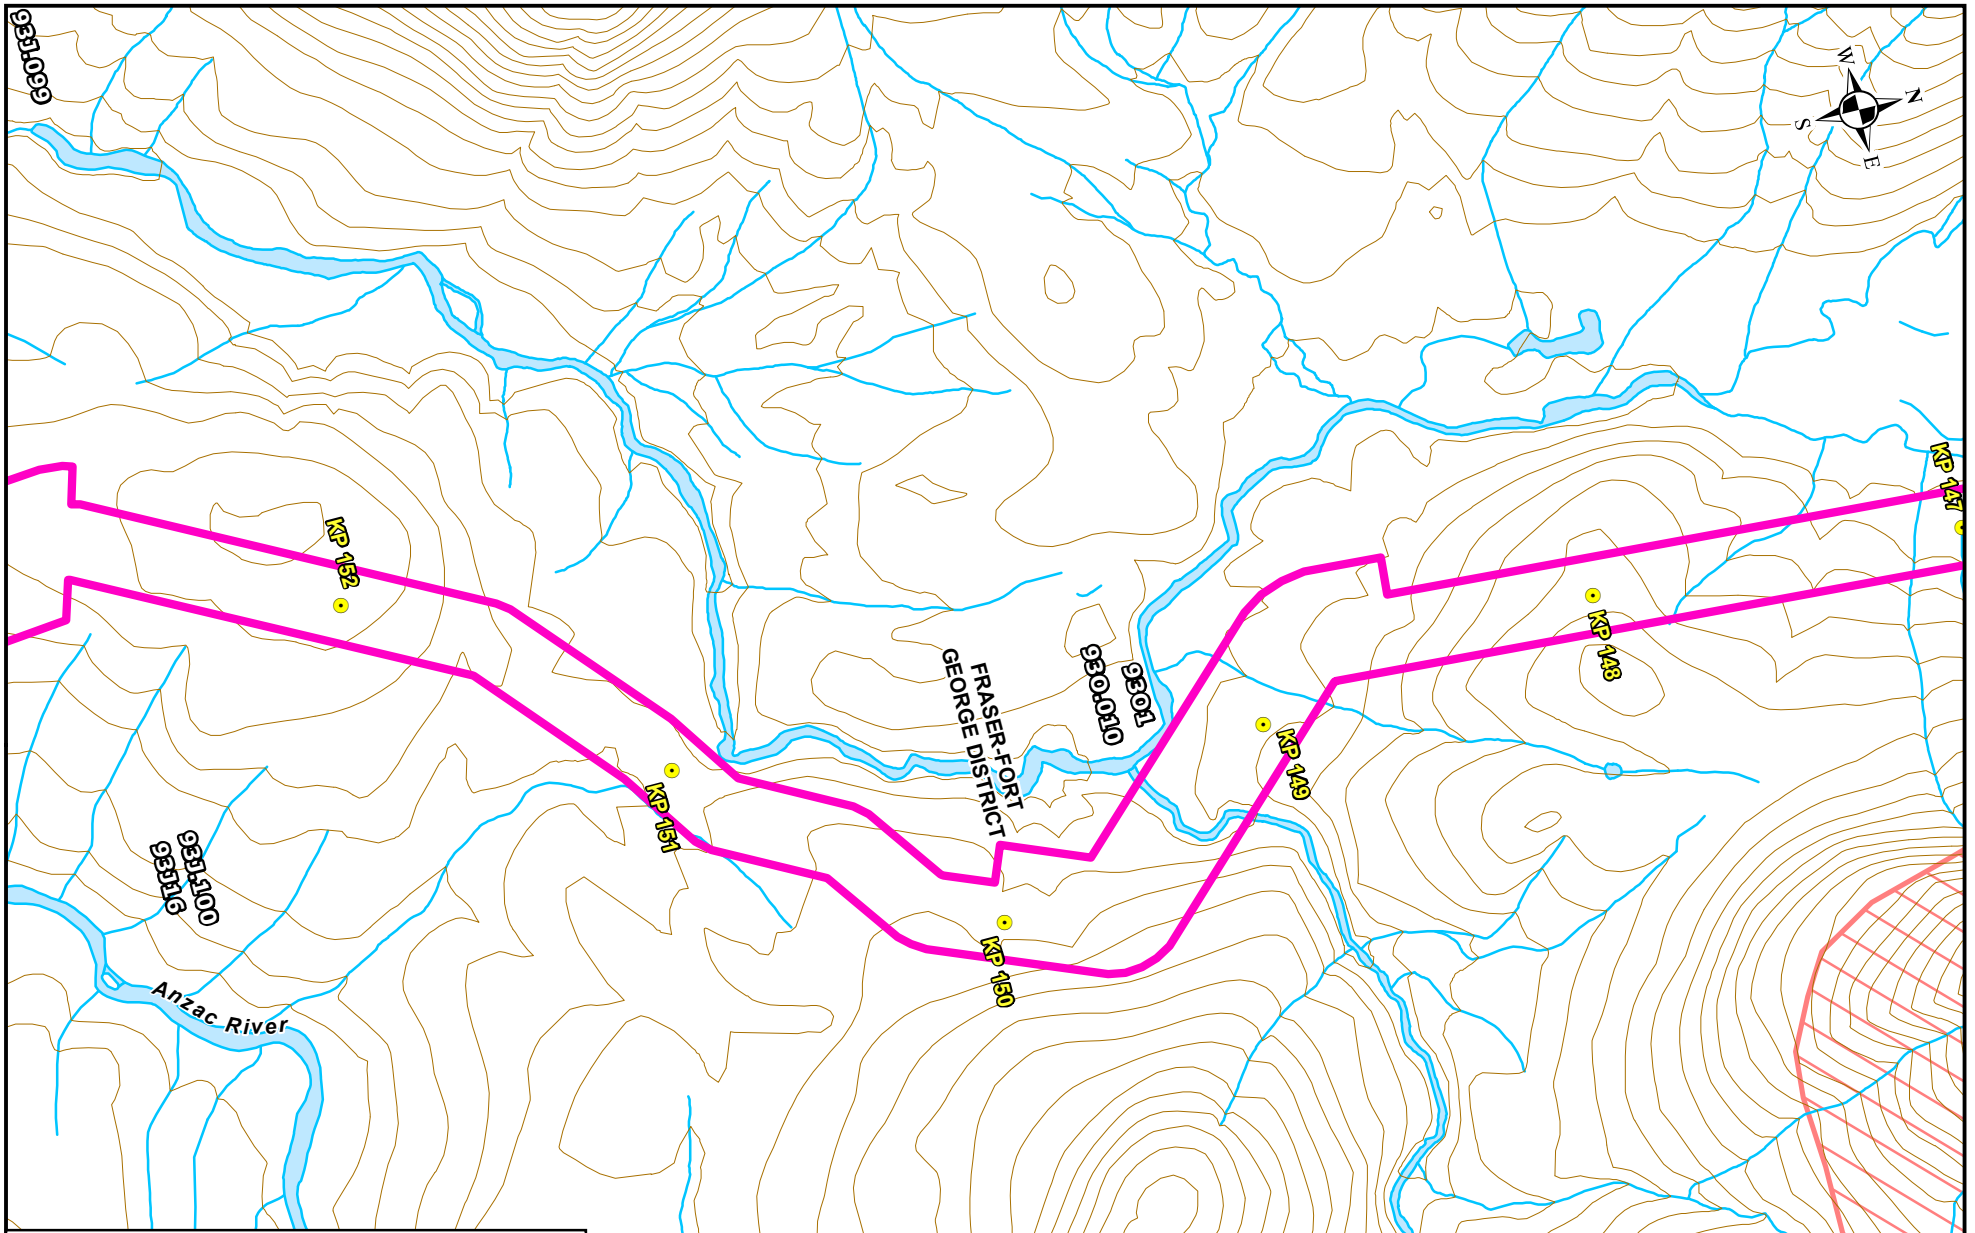 93J.099
W
N
S
E
KP 147
KP 152
KP 148
FRASER-FORT
GEORGE DISTRICT
93O.010
93O1
KP 149
KP 151
93J.100
93J16
KP 150
Anzac River